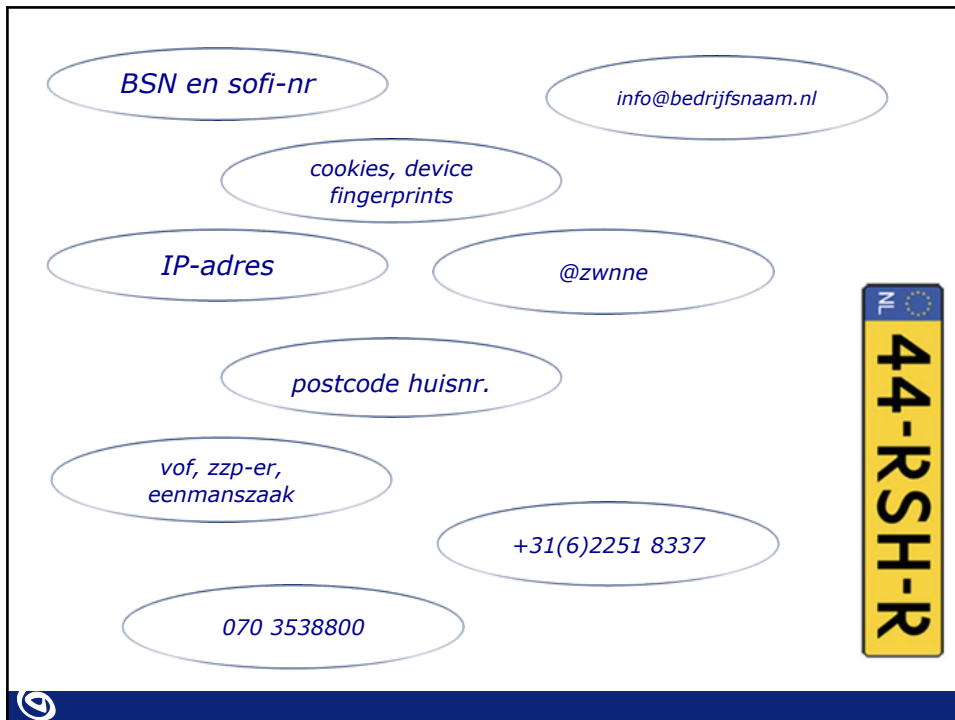 BSN en sofi-nr
info@bedrijfsnaam.nl
cookies, device
fingerprints
IP-adres
@zwnne
NL
44-RSH-R
postcode huisnr.
vof, zzp-er,
eenmanszaak
+31(6)2251 8337
070 3538800